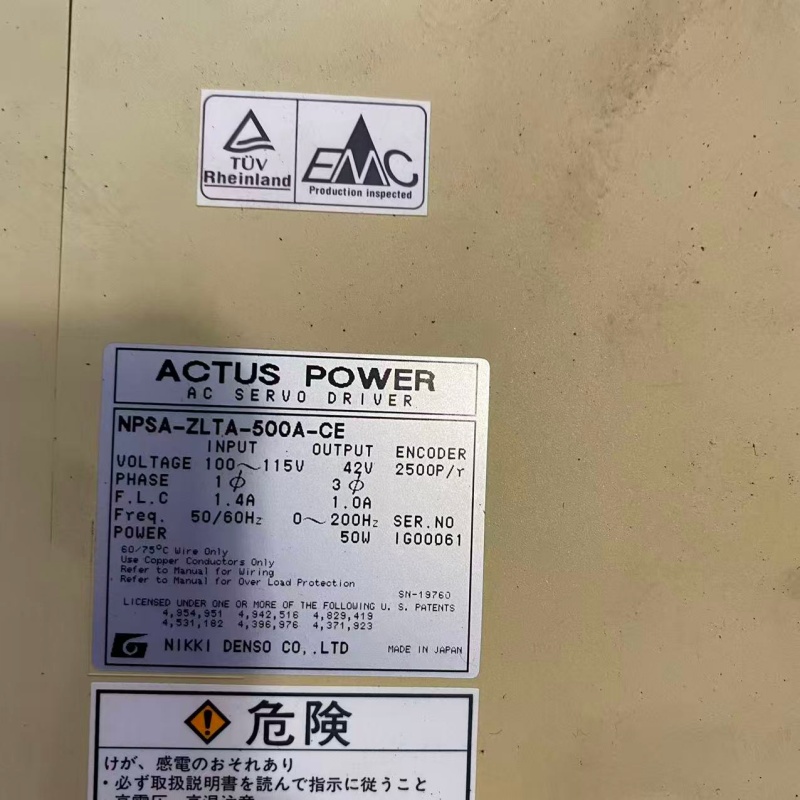 TÜV
Rheinland
EMC
Production inspected
ACTUS POWER
AC SERVO DRIVER
NPSA-ZLTA-500A-CE
INPUT OUTPUT ENCODER
VOLTAGE 100~115V 42V 2500P/r
PHASE 1ϕ 3ϕ
F.L.C 1.4A 1.0A
Freq. 50/60Hz 0~200Hz SER.NO
POWER 50W IG00061
60/75°C Wire Only
Use Copper Conductors Only
Refer to Manual for Wiring
Refer to Manual for Over Load Protection
SN-19760
LICENSED UNDER ONE OR MORE OF THE FOLLOWING U. S. PATENTS
4,954,951 4,942,516 4,829,419
4,531,182 4,396,976 4,371,923
NIKKI DENSO CO,.LTD MADE IN JAPAN
危険
けが、感電のおそれあり
・必ず取扱説明書を読んで指示に従うこと